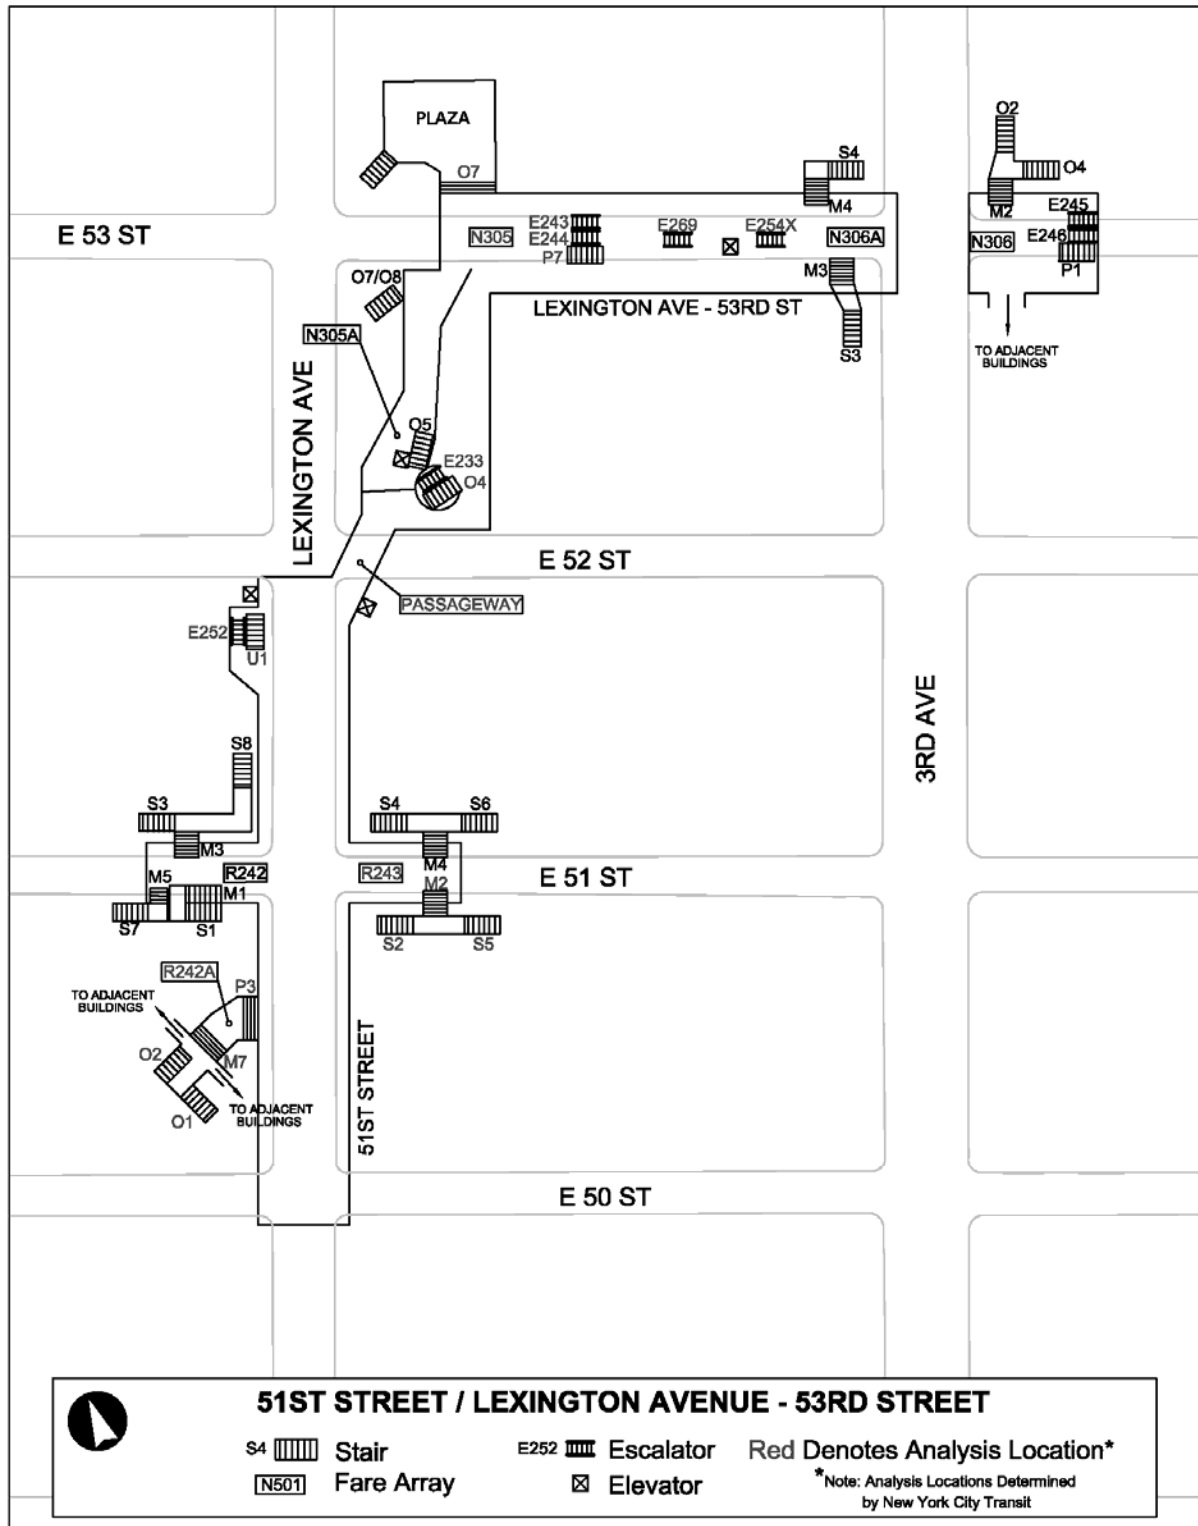 PLAZA
O7
S4
M4
O2
O4
M2
E245
E246
P1
N306
E 53 ST
N305
E243
E244
P7
E269
E254X
N306A
M3
S3
O7/O8
LEXINGTON AVE - 53RD ST
TO ADJACENT
BUILDINGS
N305A
LEXINGTON AVE
O5
E233
O4
E 52 ST
PASSAGEWAY
E252
U1
3RD AVE
S8
S3
M3
S4
S6
M4
M5
R242
M1
R243
M2
E 51 ST
S7
S1
S2
S5
R242A
P3
TO ADJACENT
BUILDINGS
O2
M7
O1
TO ADJACENT
BUILDINGS
51ST STREET
E 50 ST
51ST STREET / LEXINGTON AVENUE - 53RD STREET
S4 Stair
E252 Escalator
Red Denotes Analysis Location*
N501 Fare Array
Elevator
*Note: Analysis Locations Determined
by New York City Transit